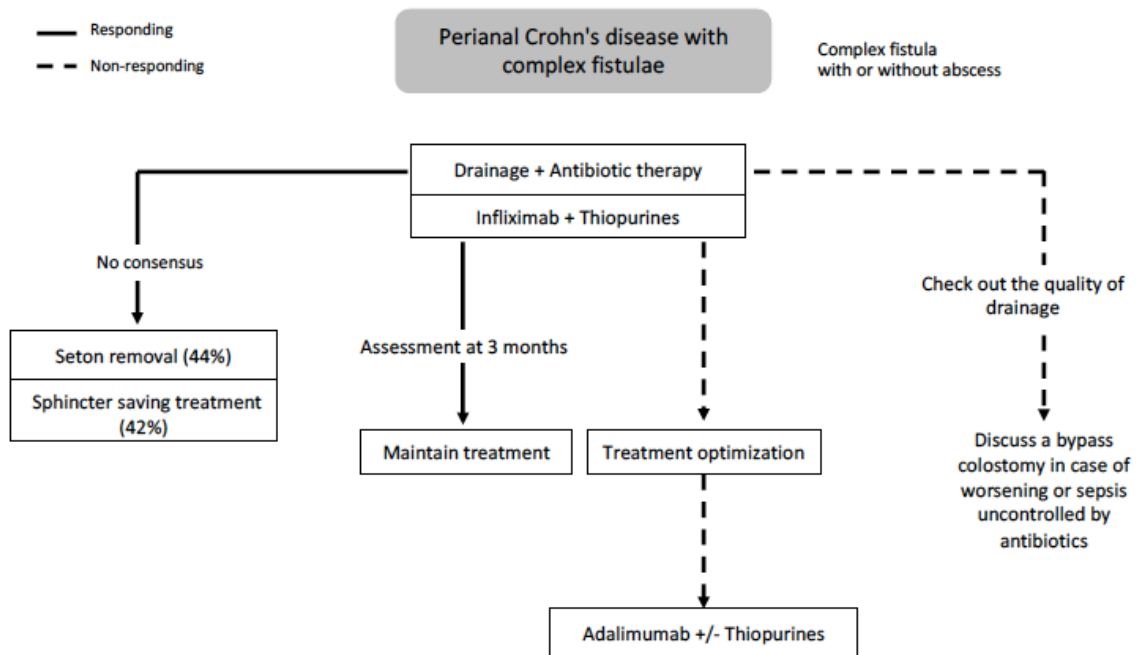 Responding
Non-responding
Perianal Crohn's disease with
complex fistulae
Complex fistula
with or without abscess
Drainage + Antibiotic therapy
Infliximab + Thiopurines
No consensus
Check out the quality of
drainage
Seton removal (44%)
Sphincter saving treatment
(42%)
Assessment at 3 months
Maintain treatment
Treatment optimization
Discuss a bypass
colostomy in case of
worsening or sepsis
uncontrolled by
antibiotics
Adalimumab +/- Thiopurines